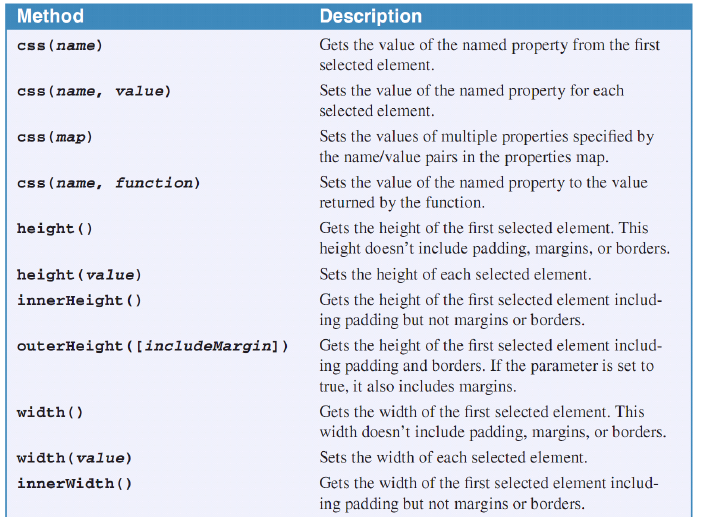 Method Description
css(name) Gets the value of the named property from the first
selected element.
css(name, value) Sets the value of the named property for each
selected element.
css(map) Sets the values of multiple properties specified by
the name/value pairs in the properties map.
css(name, function) Sets the value of the named property to the value
returned by the function.
height() Gets the height of the first selected element. This
height doesn't include padding, margins, or borders.
height(value) Sets the height of each selected element.
innerHeight() Gets the height of the first selected element includ-
ing padding but not margins or borders.
outerHeight([includeMargin]) Gets the height of the first selected element includ-
ing padding and borders. If the parameter is set to
true, it also includes margins.
width() Gets the width of the first selected element. This
width doesn't include padding, margins, or borders.
width(value) Sets the width of each selected element.
innerWidth() Gets the width of the first selected element includ-
ing padding but not margins or borders.